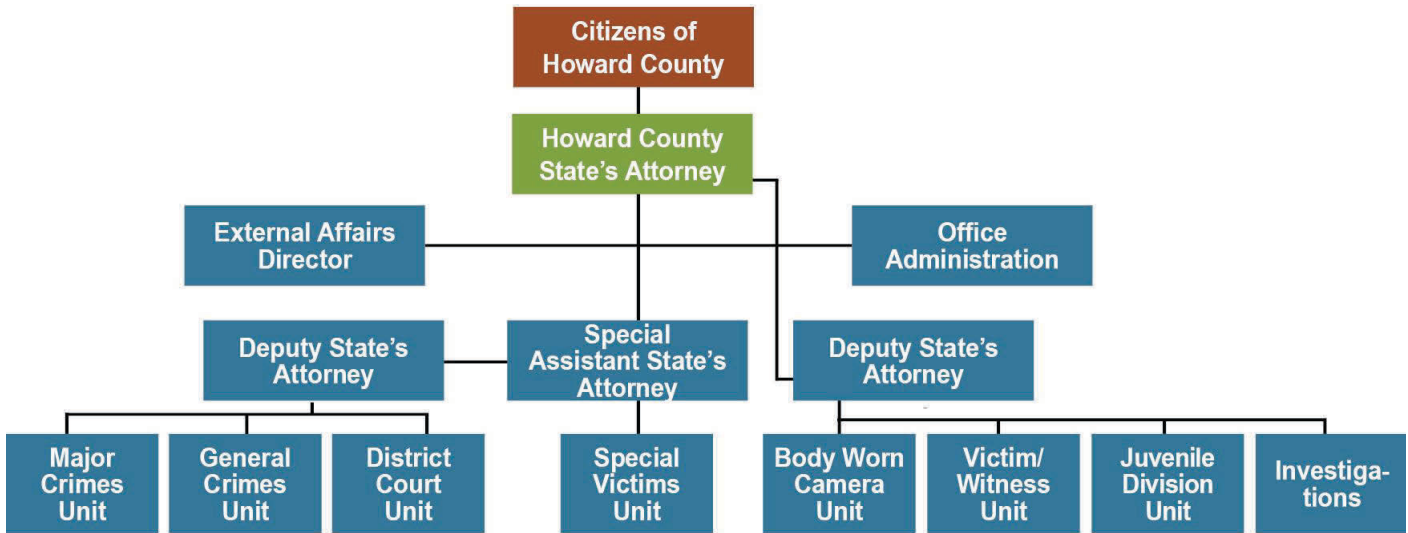 Citizens of
Howard County
Howard County
State's Attorney
External Affairs
Director
Office
Administration
Deputy State's
Attorney
Special
Assistant State's
Attorney
Deputy State's
Attorney
Major
Crimes
Unit
General
Crimes
Unit
District
Court
Unit
Special
Victims
Unit
Body Worn
Camera
Unit
Victim/
Witness
Unit
Juvenile
Division
Unit
Investiga-
tions